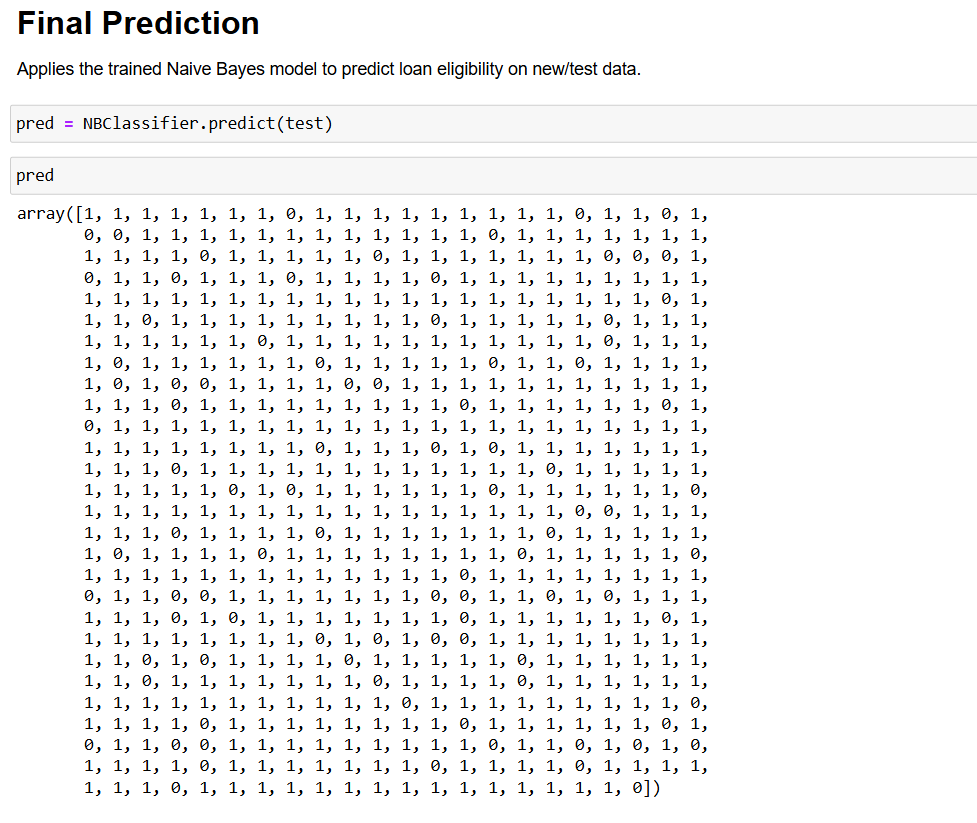 Final Prediction
Applies the trained Naive Bayes model to predict loan eligibility on new/test data.
pred = NBClassifier.predict(test)
pred
array([1, 1, 1, 1, 1, 1, 1, 0, 1, 1, 1, 1, 1, 1, 1, 1, 1, 0, 1, 1, 0, 1,
0, 0, 1, 1, 1, 1, 1, 1, 1, 1, 1, 1, 1, 1, 0, 1, 1, 1, 1, 1, 1, 1,
1, 1, 1, 1, 0, 1, 1, 1, 1, 1, 0, 1, 1, 1, 1, 1, 1, 1, 0, 0, 0, 1,
0, 1, 1, 0, 1, 1, 1, 0, 1, 1, 1, 1, 0, 1, 1, 1, 1, 1, 1, 1, 1, 1,
1, 1, 1, 1, 1, 1, 1, 1, 1, 1, 1, 1, 1, 1, 1, 1, 1, 1, 1, 1, 0, 1,
1, 1, 0, 1, 1, 1, 1, 1, 1, 1, 1, 1, 0, 1, 1, 1, 1, 1, 0, 1, 1, 1,
1, 1, 1, 1, 1, 1, 0, 1, 1, 1, 1, 1, 1, 1, 1, 1, 1, 1, 0, 1, 1, 1,
1, 0, 1, 1, 1, 1, 1, 1, 0, 1, 1, 1, 1, 1, 0, 1, 1, 0, 1, 1, 1, 1,
1, 0, 1, 0, 0, 1, 1, 1, 1, 0, 0, 1, 1, 1, 1, 1, 1, 1, 1, 1, 1, 1,
1, 1, 1, 0, 1, 1, 1, 1, 1, 1, 1, 1, 1, 0, 1, 1, 1, 1, 1, 1, 0, 1,
0, 1, 1, 1, 1, 1, 1, 1, 1, 1, 1, 1, 1, 1, 1, 1, 1, 1, 1, 1, 1, 1,
1, 1, 1, 1, 1, 1, 1, 1, 0, 1, 1, 1, 0, 1, 0, 1, 1, 1, 1, 1, 1, 1,
1, 1, 1, 0, 1, 1, 1, 1, 1, 1, 1, 1, 1, 1, 1, 1, 0, 1, 1, 1, 1, 1,
1, 1, 1, 1, 1, 0, 1, 0, 1, 1, 1, 1, 1, 1, 0, 1, 1, 1, 1, 1, 1, 0,
1, 1, 1, 1, 1, 1, 1, 1, 1, 1, 1, 1, 1, 1, 1, 1, 1, 0, 0, 1, 1, 1,
1, 1, 1, 0, 1, 1, 1, 1, 0, 1, 1, 1, 1, 1, 1, 1, 0, 1, 1, 1, 1, 1,
1, 0, 1, 1, 1, 1, 0, 1, 1, 1, 1, 1, 1, 1, 1, 0, 1, 1, 1, 1, 1, 0,
1, 1, 1, 1, 1, 1, 1, 1, 1, 1, 1, 1, 1, 0, 1, 1, 1, 1, 1, 1, 1, 1,
0, 1, 1, 0, 0, 1, 1, 1, 1, 1, 1, 1, 0, 0, 1, 1, 0, 1, 0, 1, 1, 1,
1, 1, 1, 0, 1, 0, 1, 1, 1, 1, 1, 1, 1, 0, 1, 1, 1, 1, 1, 1, 0, 1,
1, 1, 1, 1, 1, 1, 1, 1, 0, 1, 0, 1, 0, 0, 1, 1, 1, 1, 1, 1, 1, 1,
1, 1, 0, 1, 0, 1, 1, 1, 1, 0, 1, 1, 1, 1, 1, 0, 1, 1, 1, 1, 1, 1,
1, 1, 0, 1, 1, 1, 1, 1, 1, 1, 0, 1, 1, 1, 1, 0, 1, 1, 1, 1, 1, 1,
1, 1, 1, 1, 1, 1, 1, 1, 1, 1, 1, 0, 1, 1, 1, 1, 1, 1, 1, 1, 1, 0,
1, 1, 1, 1, 0, 1, 1, 1, 1, 1, 1, 1, 1, 0, 1, 1, 1, 1, 1, 1, 0, 1,
0, 1, 1, 0, 0, 1, 1, 1, 1, 1, 1, 1, 1, 1, 0, 1, 1, 0, 1, 0, 1, 0,
1, 1, 1, 1, 0, 1, 1, 1, 1, 1, 1, 1, 0, 1, 1, 1, 1, 0, 1, 1, 1, 1,
1, 1, 1, 0, 1, 1, 1, 1, 1, 1, 1, 1, 1, 1, 1, 1, 1, 1, 1, 0])